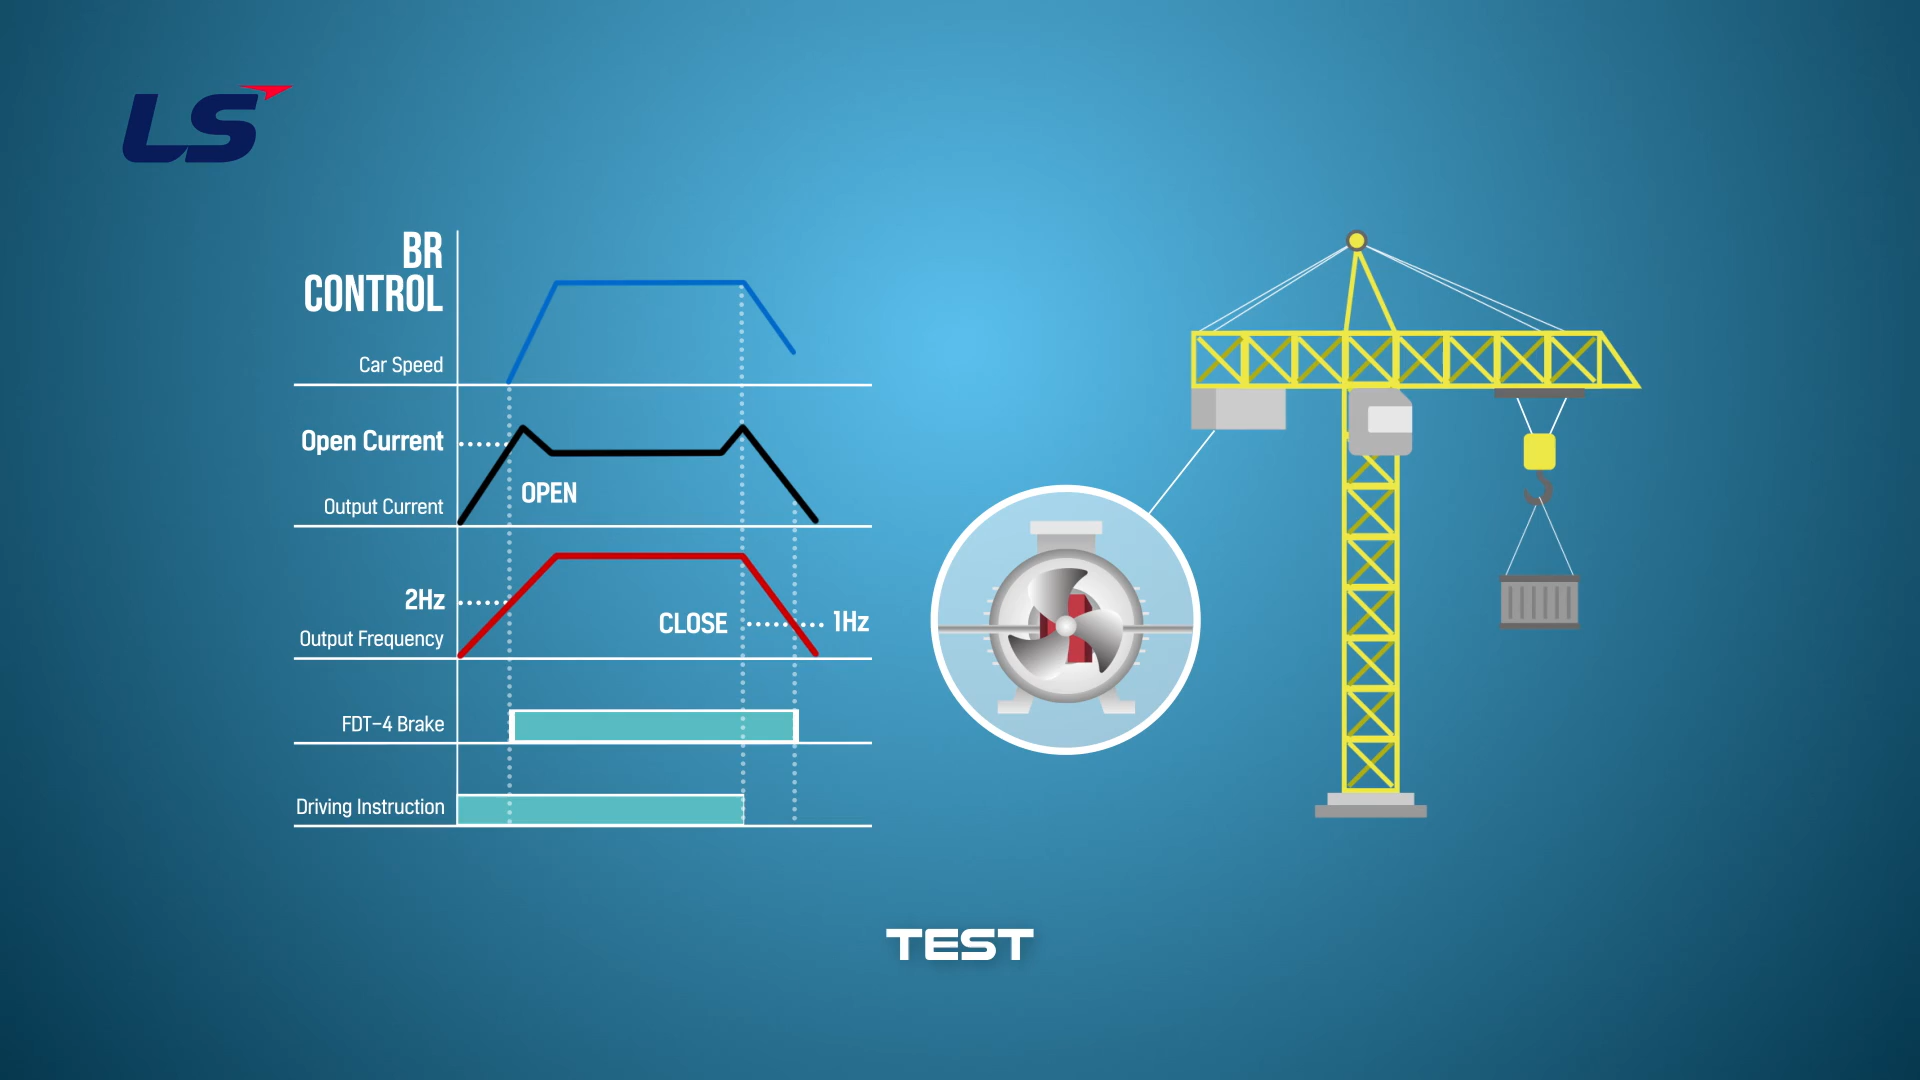 LS
BR
CONTROL
Car Speed
Open Current
OPEN
Output Current
2Hz
CLOSE
1Hz
Output Frequency
FDT-4 Brake
Driving Instruction
TEST